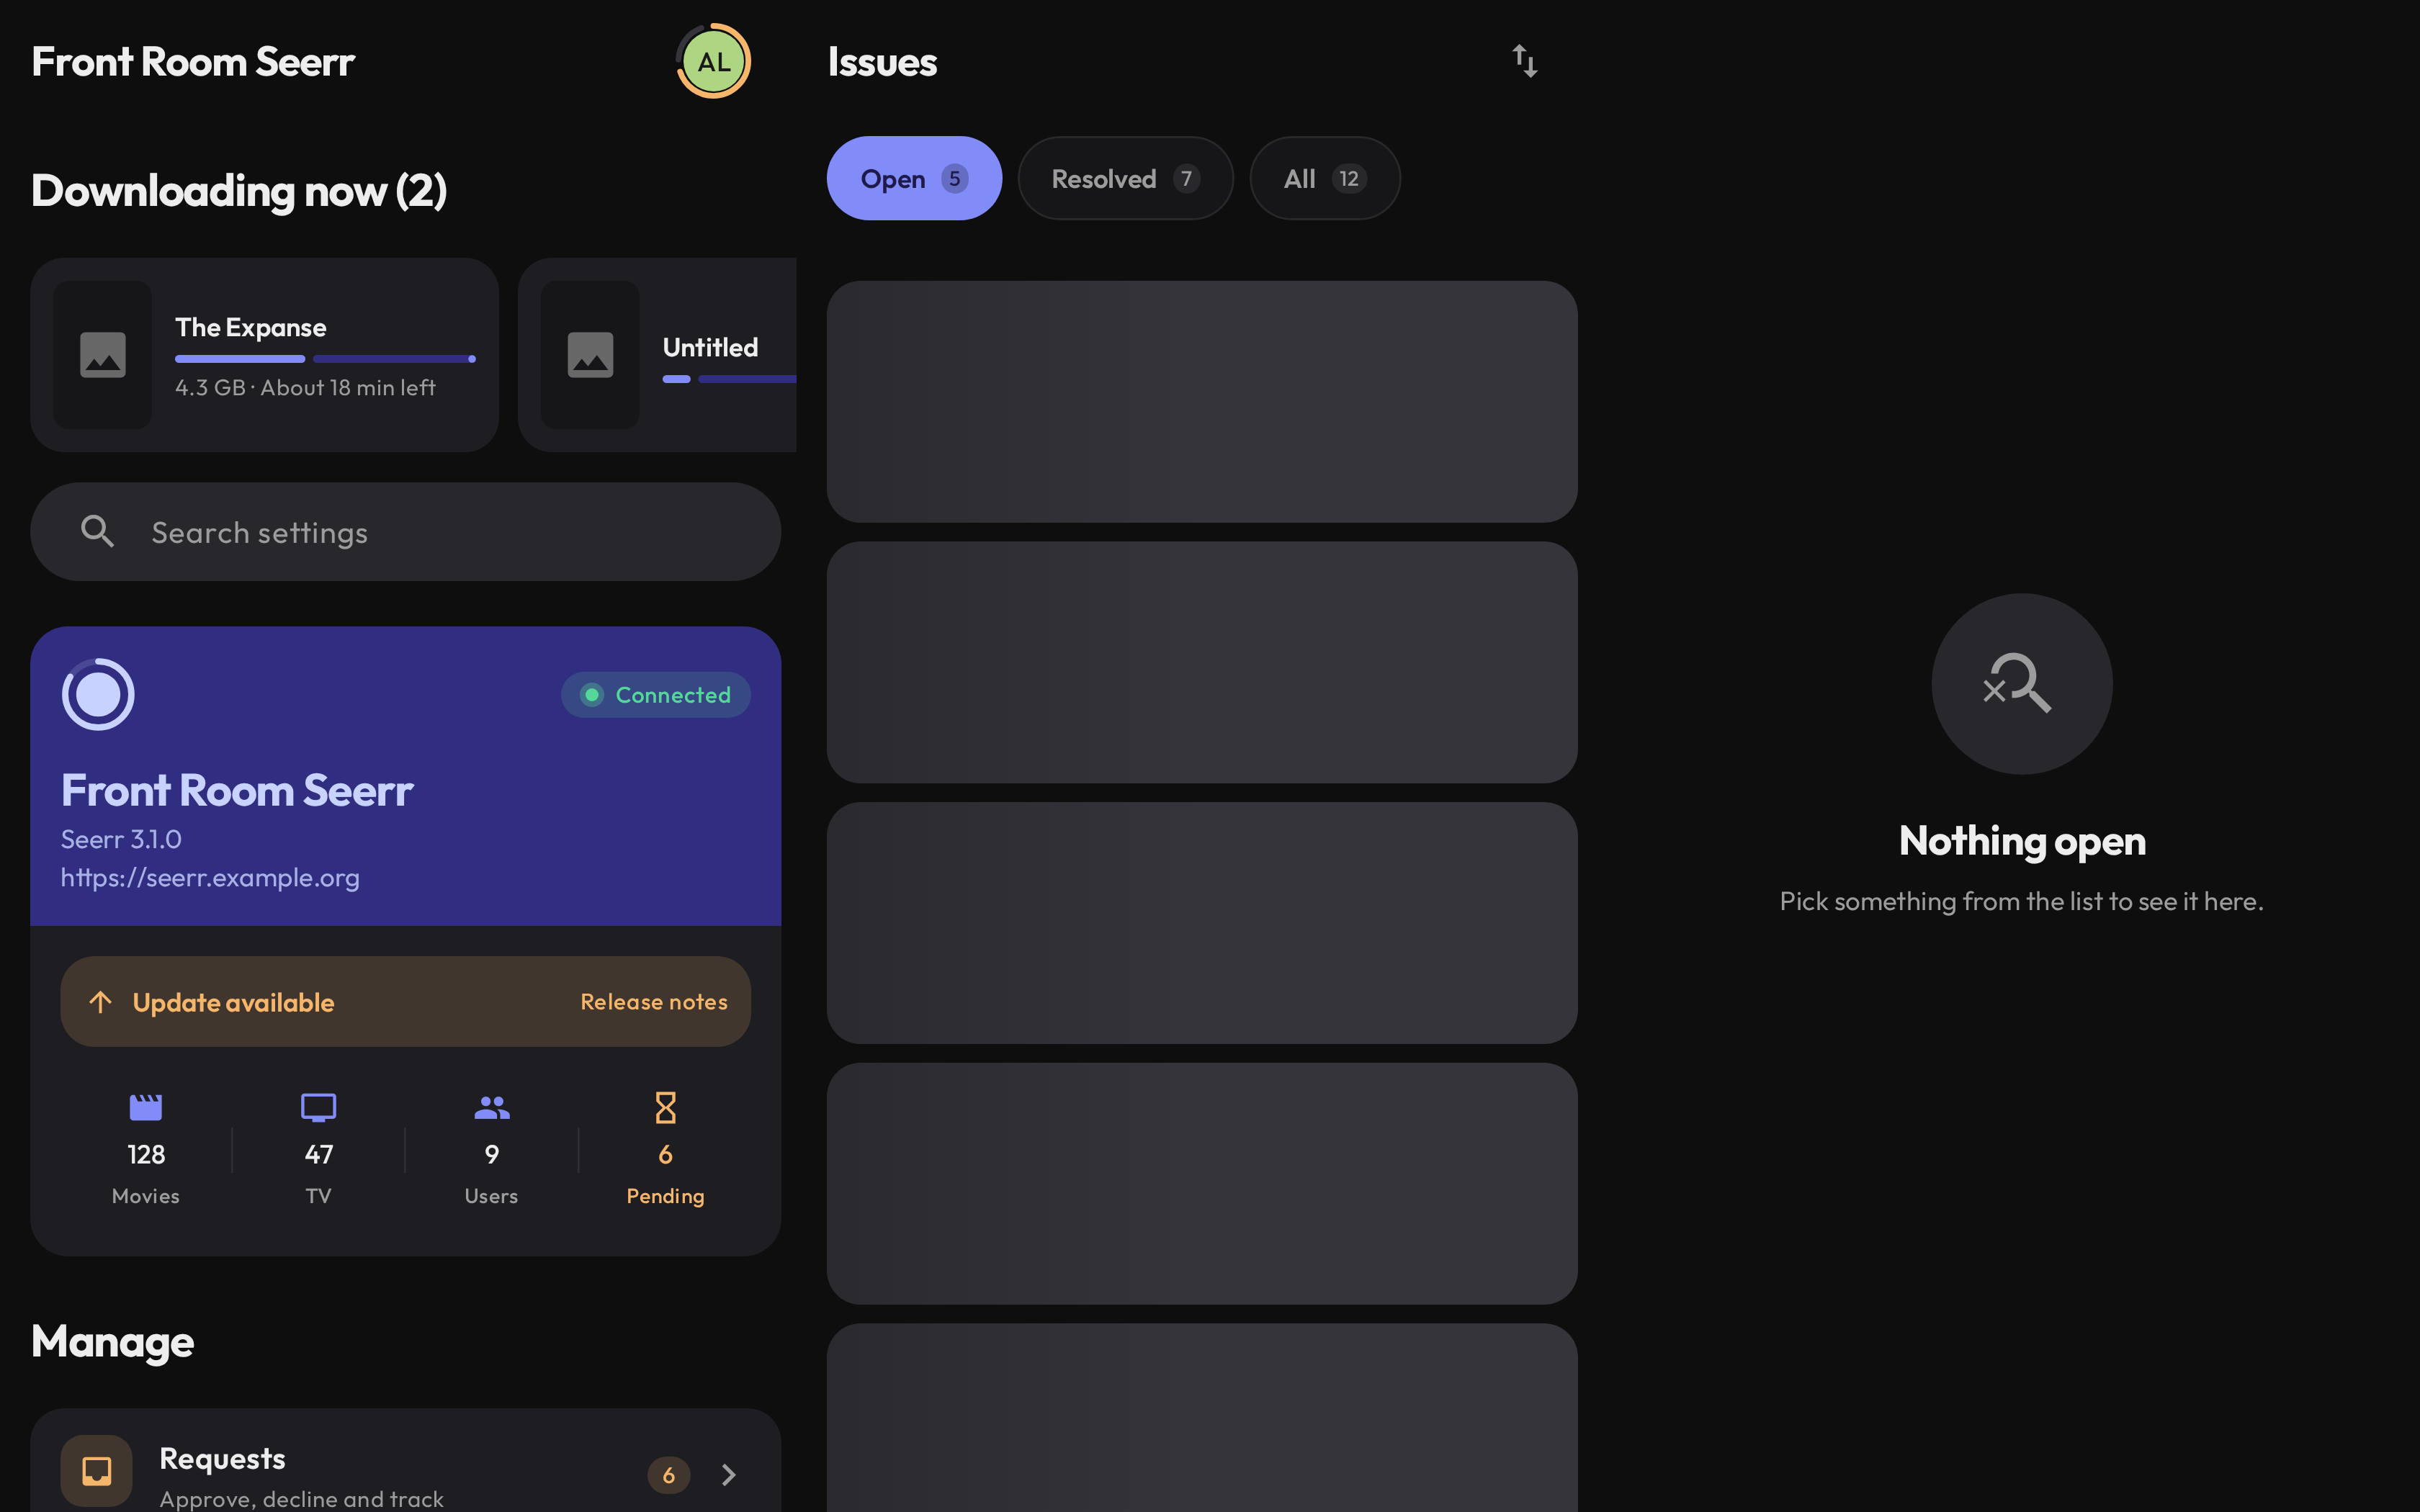 Front Room Seerr
AL
Downloading now (2)
The Expanse
4.3 GB · About 18 min left
Untitled
Search settings
Connected
Front Room Seerr
Seerr 3.1.0
https://seerr.example.org
Update available
Release notes
128
Movies
47
TV
9
Users
6
Pending
Manage
Requests
Approve, decline and track
6
Issues
Open 5
Resolved 7
All 12
Nothing open
Pick something from the list to see it here.